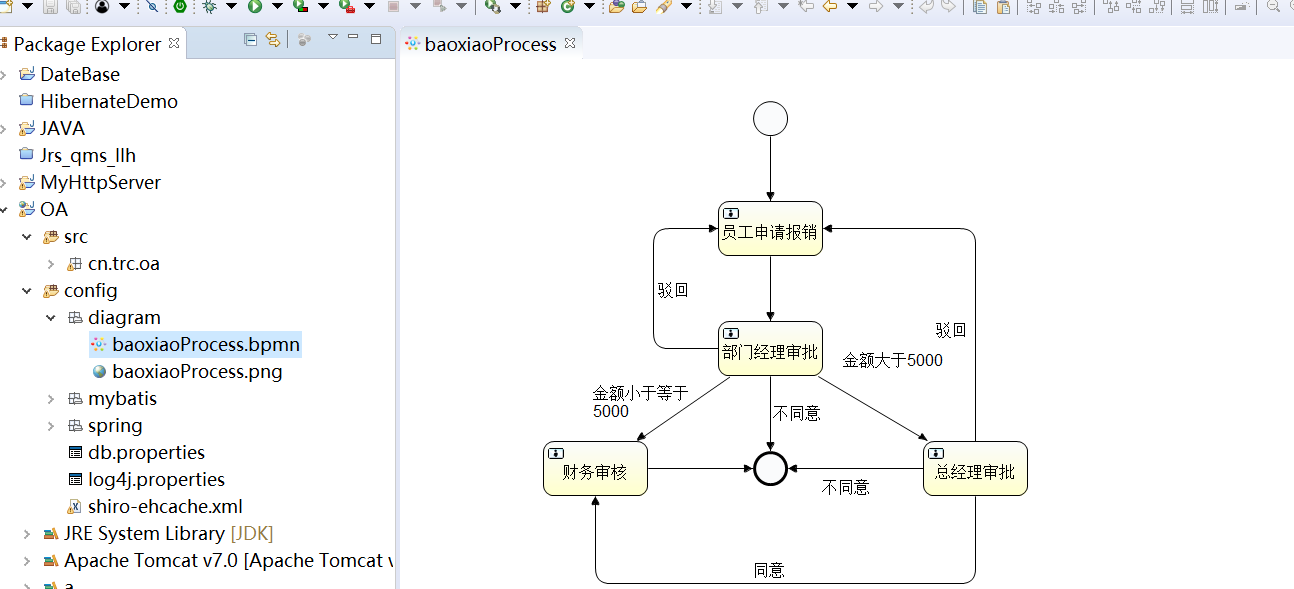 Package Explorer
DateBase
HibernateDemo
JAVA
Jrs_qms_llh
MyHttpServer
OA
src
cn.trc.oa
config
diagram
baoxiaoProcess.bpmn
baoxiaoProcess.png
mybatis
spring
db.properties
log4j.properties
shiro-ehcache.xml
JRE System Library [JDK]
Apache Tomcat v7.0 [Apache Tomcat v
baoxiaoProcess
员工申请报销
驳回
驳回
部门经理审批
金额大于5000
金额小于等于
5000
不同意
财务审核
总经理审批
不同意
同意